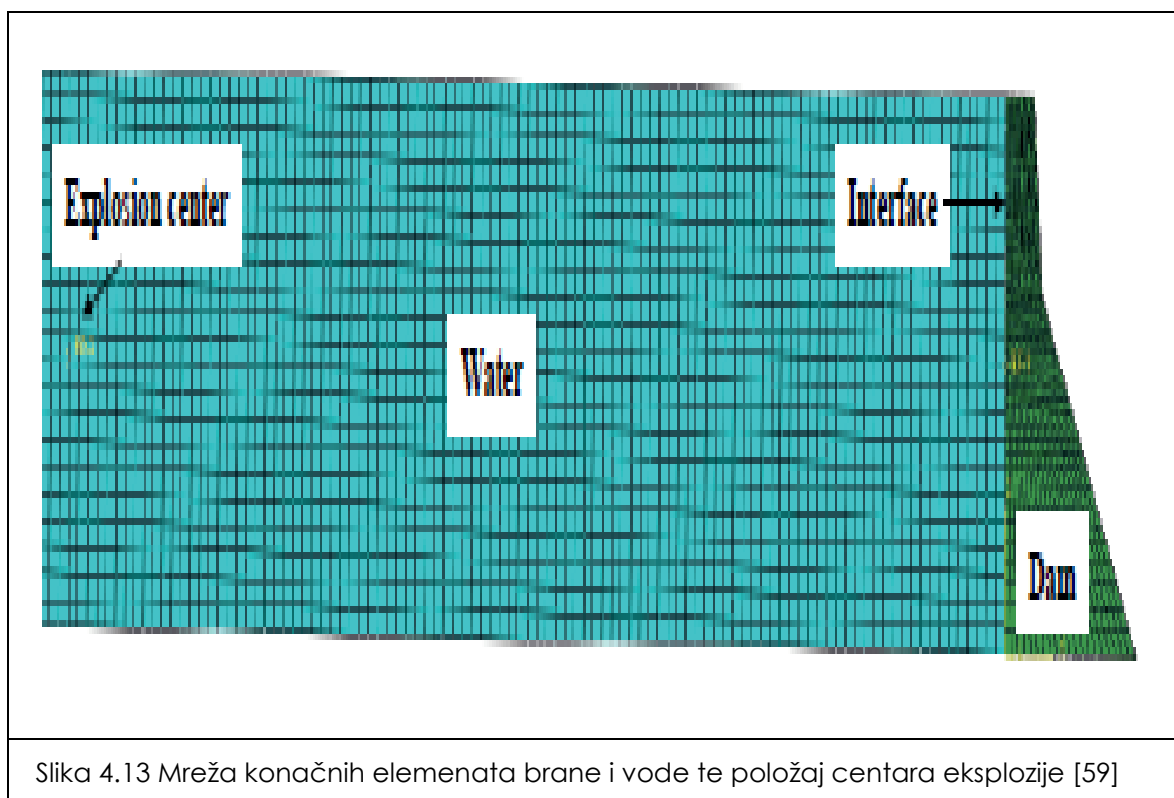 Explosion center
Interface
Water
Dam
Slika 4.13 Mreža konačnih elemenata brane i vode te položaj centara eksplozije [59]